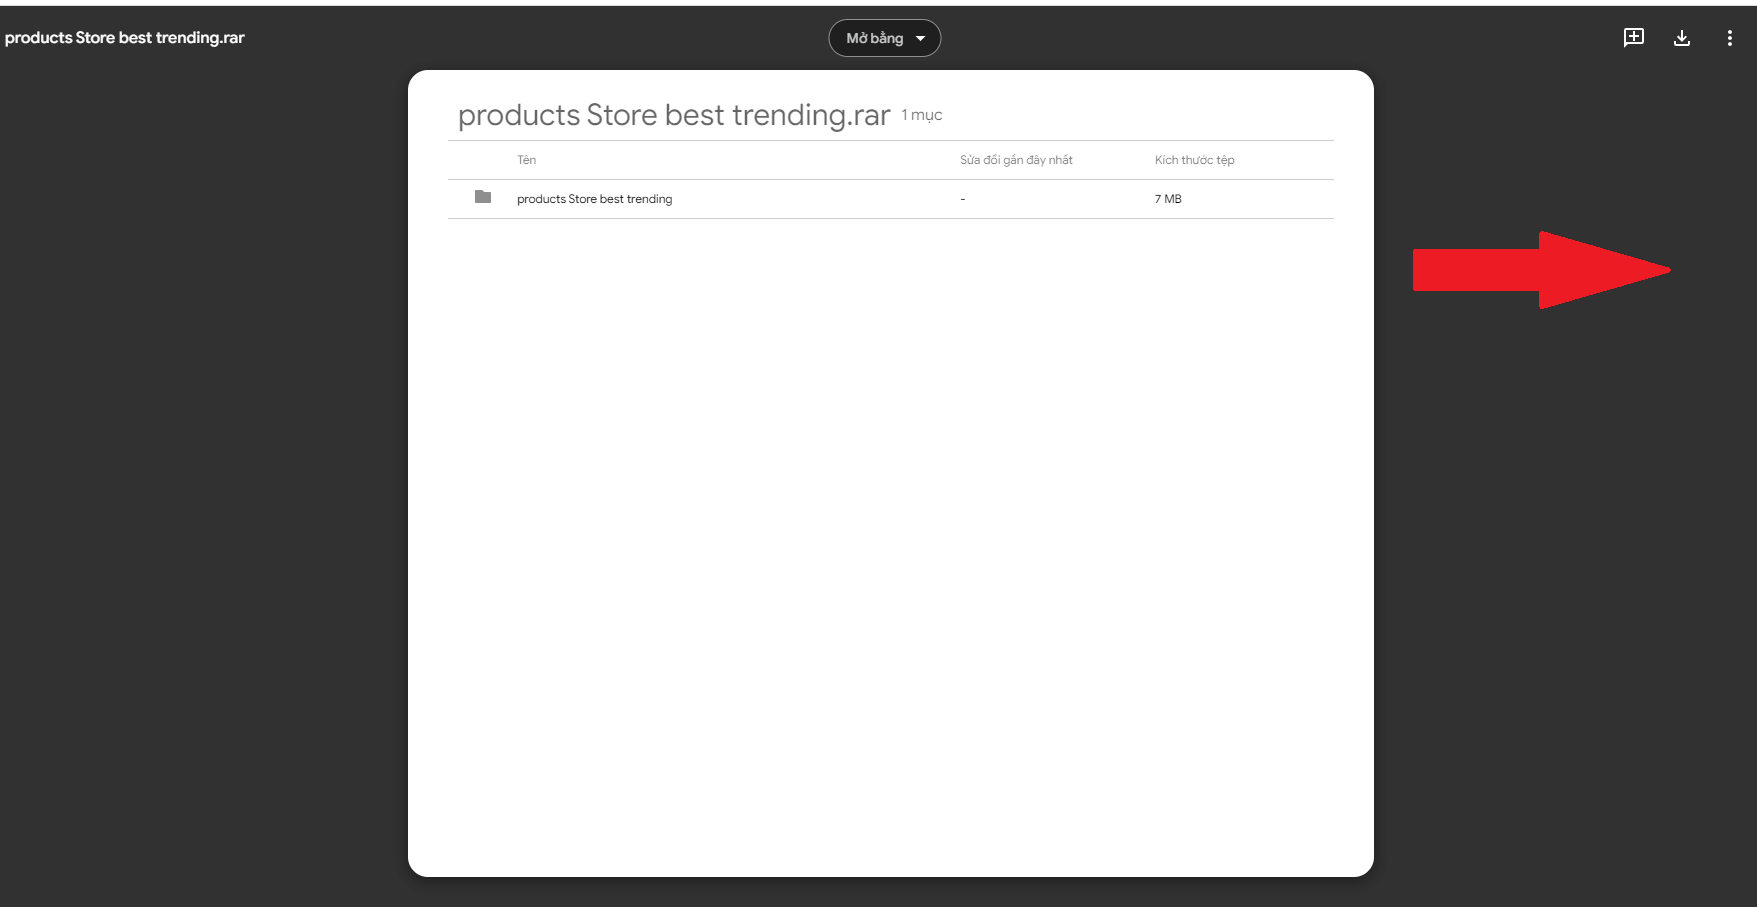 products Store best trending.rar
Mở bằng
products Store best trending.rar 1 mục
Tên Sửa đổi gần đây nhất Kích thước tệp
products Store best trending - 7 MB